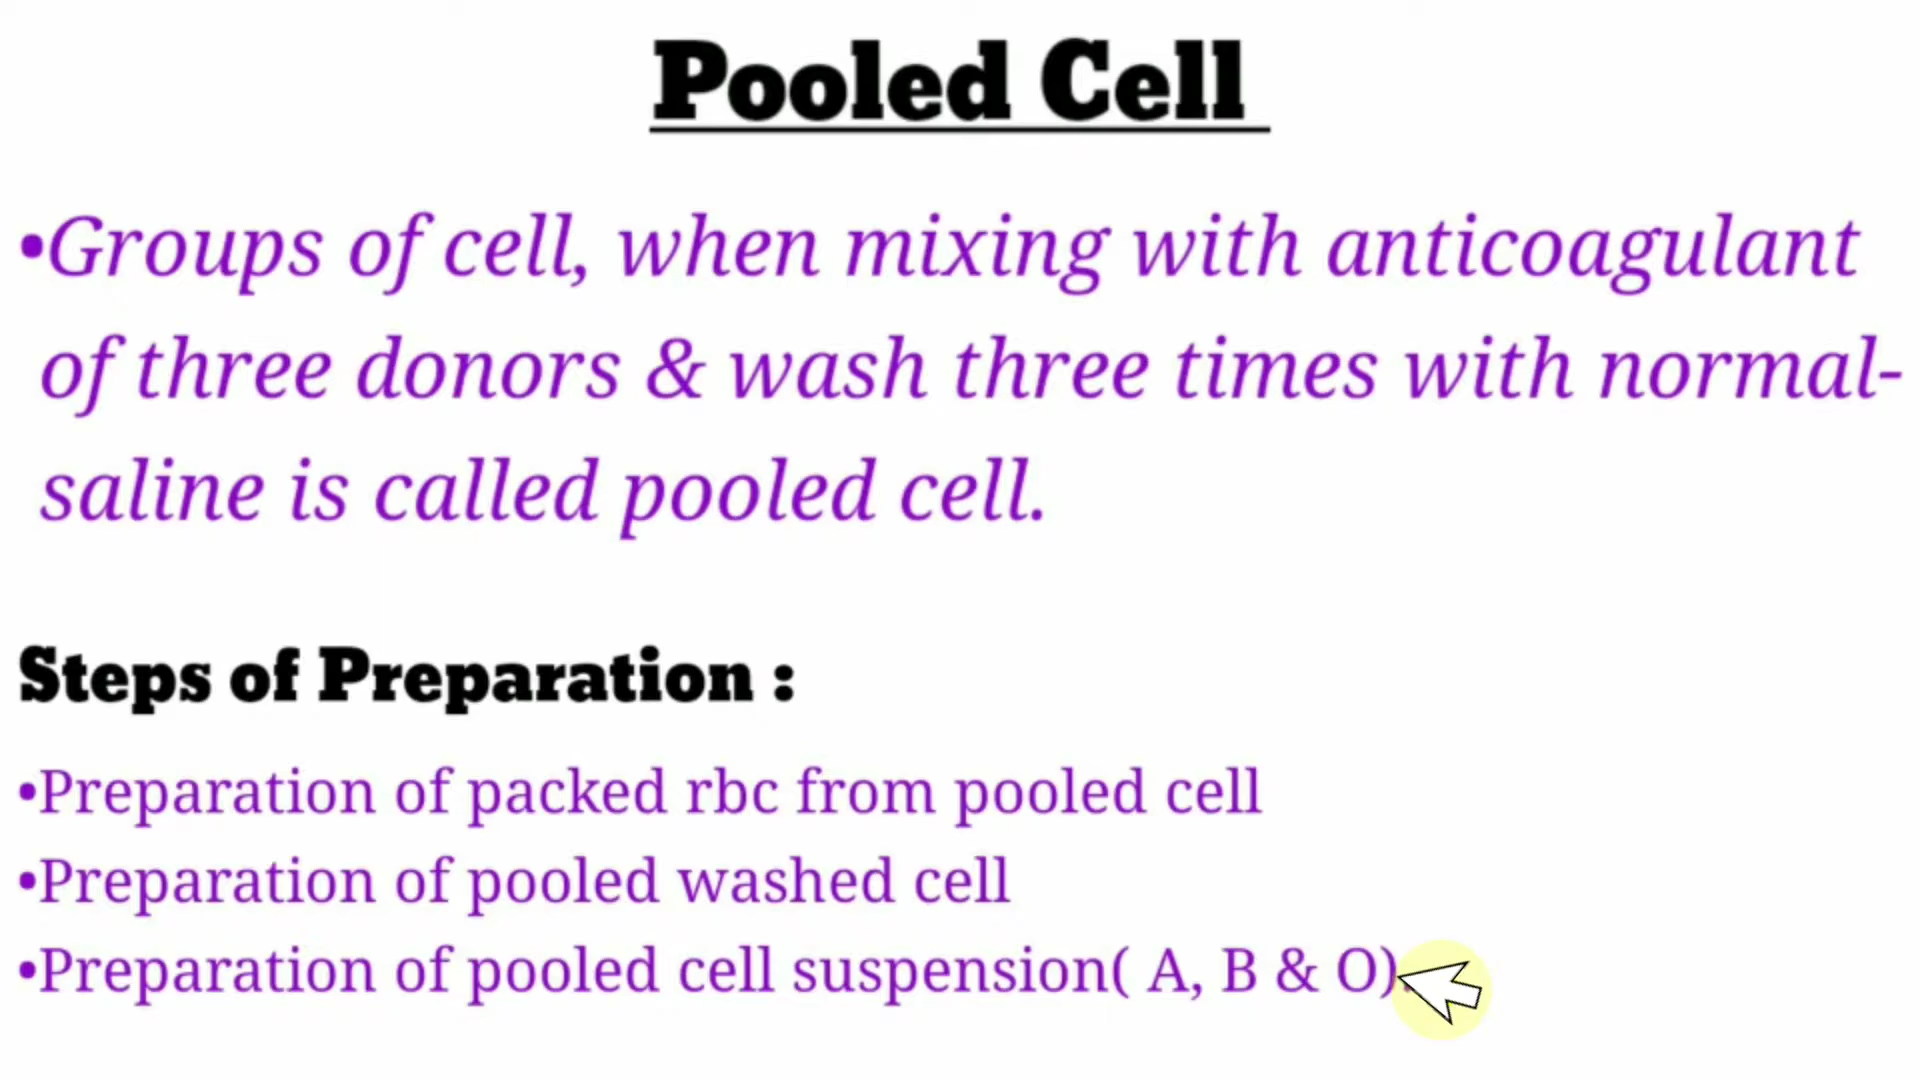 Pooled Cell
•Groups of cell, when mixing with anticoagulant
of three donors & wash three times with normal-
saline is called pooled cell.
Steps of Preparation :
•Preparation of packed rbc from pooled cell
•Preparation of pooled washed cell
•Preparation of pooled cell suspension( A, B & O).